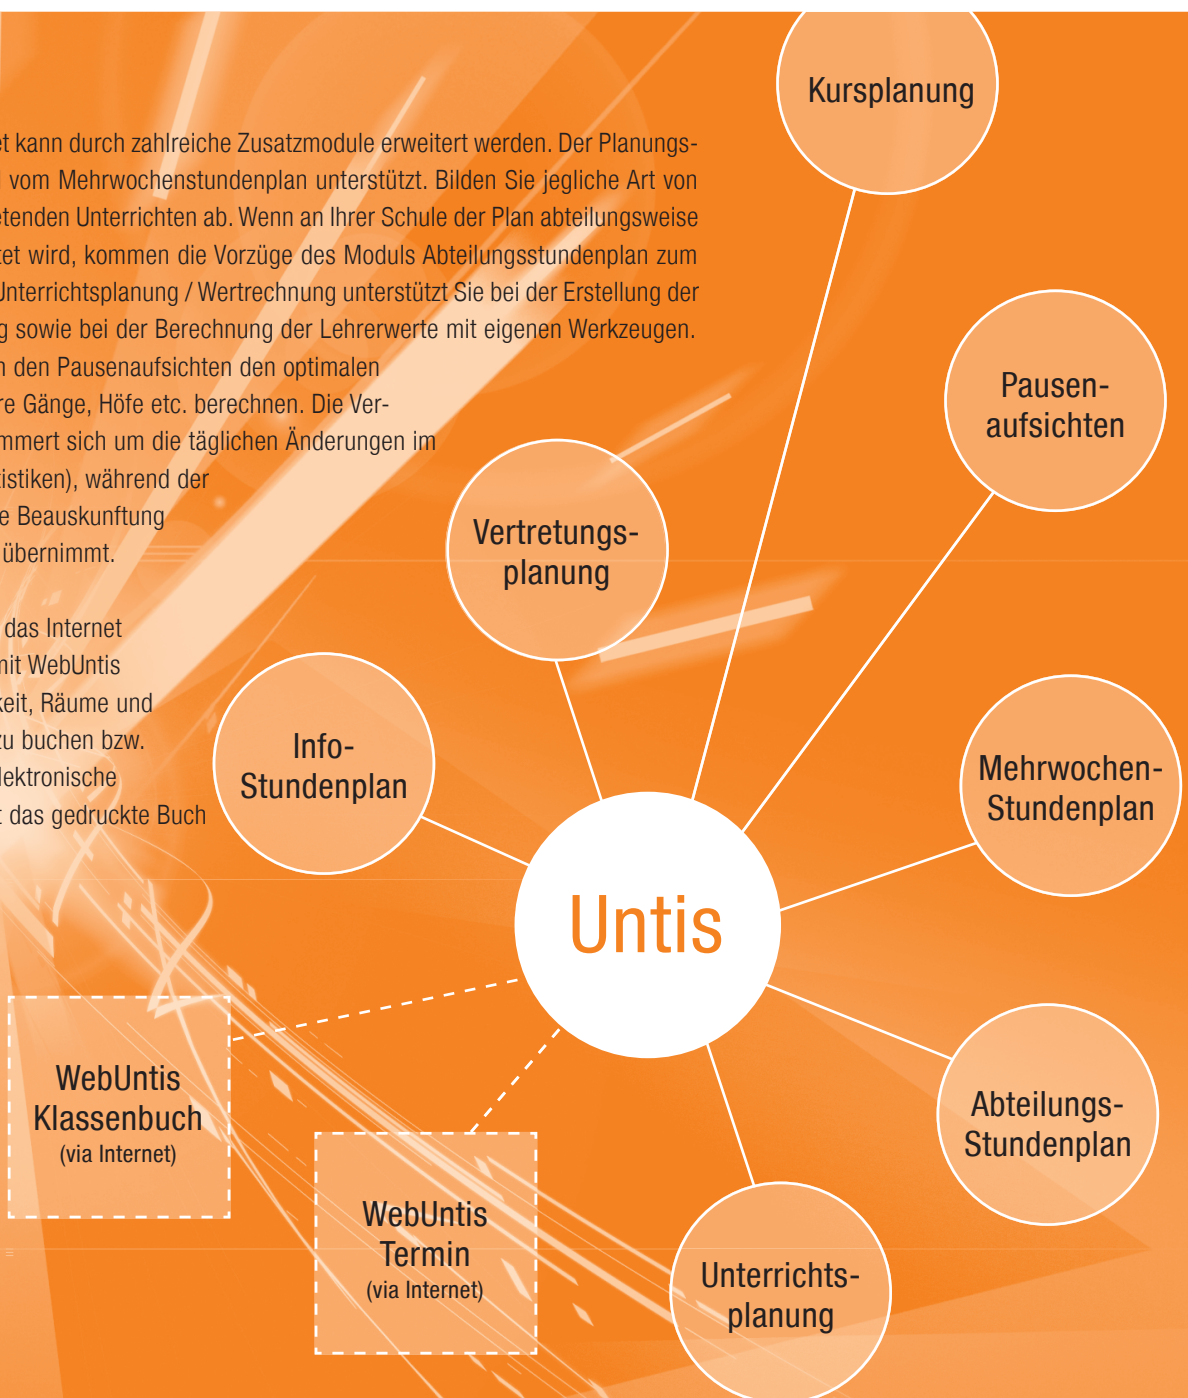 et kann durch zahlreiche Zusatzmodule erweitert werden. Der Planungs-
vom Mehrwochenstundenplan unterstützt. Bilden Sie jegliche Art von
etenden Unterrichten ab. Wenn an Ihrer Schule der Plan abteilungsweise
tet wird, kommen die Vorzüge des Moduls Abteilungsstundenplan zum
Unterrichtsplanung / Wertrechnung unterstützt Sie bei der Erstellung der
g sowie bei der Berechnung der Lehrerwerte mit eigenen Werkzeugen.
n den Pausenaufsichten den optimalen
re Gänge, Höfe etc. berechnen. Die Ver-
mmert sich um die täglichen Änderungen im
tistiken), während der
e Beauskunftung
übernimmt.
das Internet
mit WebUntis
keit, Räume und
zu buchen bzw.
lektronische
t das gedruckte Buch
Kursplanung
Pausen-
aufsichten
Vertretungs-
planung
Info-
Stundenplan
Mehrwochen-
Stundenplan
Untis
Abteilungs-
Stundenplan
WebUntis
Klassenbuch
(via Internet)
WebUntis
Termin
(via Internet)
Unterrichts-
planung